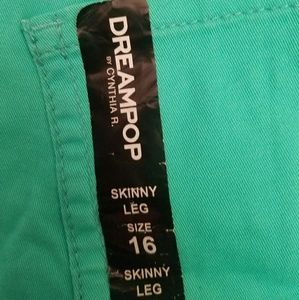 DREAMPOP
BY CYNTHIA R.
SKINNY
LEG
SIZE
16
SKINNY
LEG